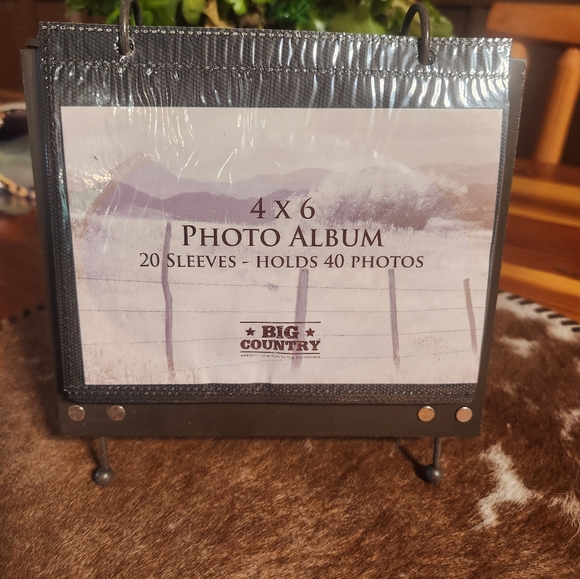 4 X 6
PHOTO ALBUM
20 SLEEVES - HOLDS 40 PHOTOS
BIG
COUNTRY